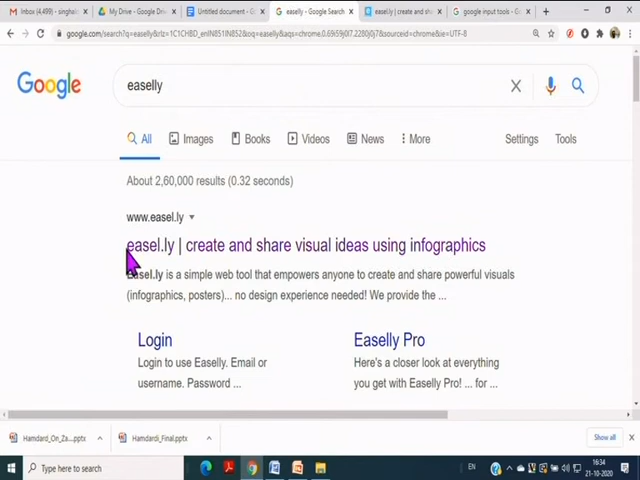 Inbox (4,499) - singhal
My Drive - Google Driv
Untitled document - Goo
easelly - Google Search
easel.ly | create and sha
google input tools - Goo
google.com/search?q=easelly&rlz=1C1CHBD_enIN851IN852&oq=easelly&aqs=chrome.0.69i59j0l7.2280j0j7&sourceid=chrome&ie=UTF-8
Google
easelly
All Images Books Videos News More Settings Tools
About 2,60,000 results (0.32 seconds)
www.easel.ly
easel.ly | create and share visual ideas using infographics
Easel.ly is a simple web tool that empowers anyone to create and share powerful visuals
(infographics, posters)... no design experience needed! We provide the ...
Login
Login to use Easelly. Email or
username. Password ...
Easelly Pro
Here's a closer look at everything
you get with Easelly Pro! ... for ...
Hamdard_On_Za....pptx
Hamdardi_Final.pptx
Show all
Type here to search
EN
16:34
21-10-2020